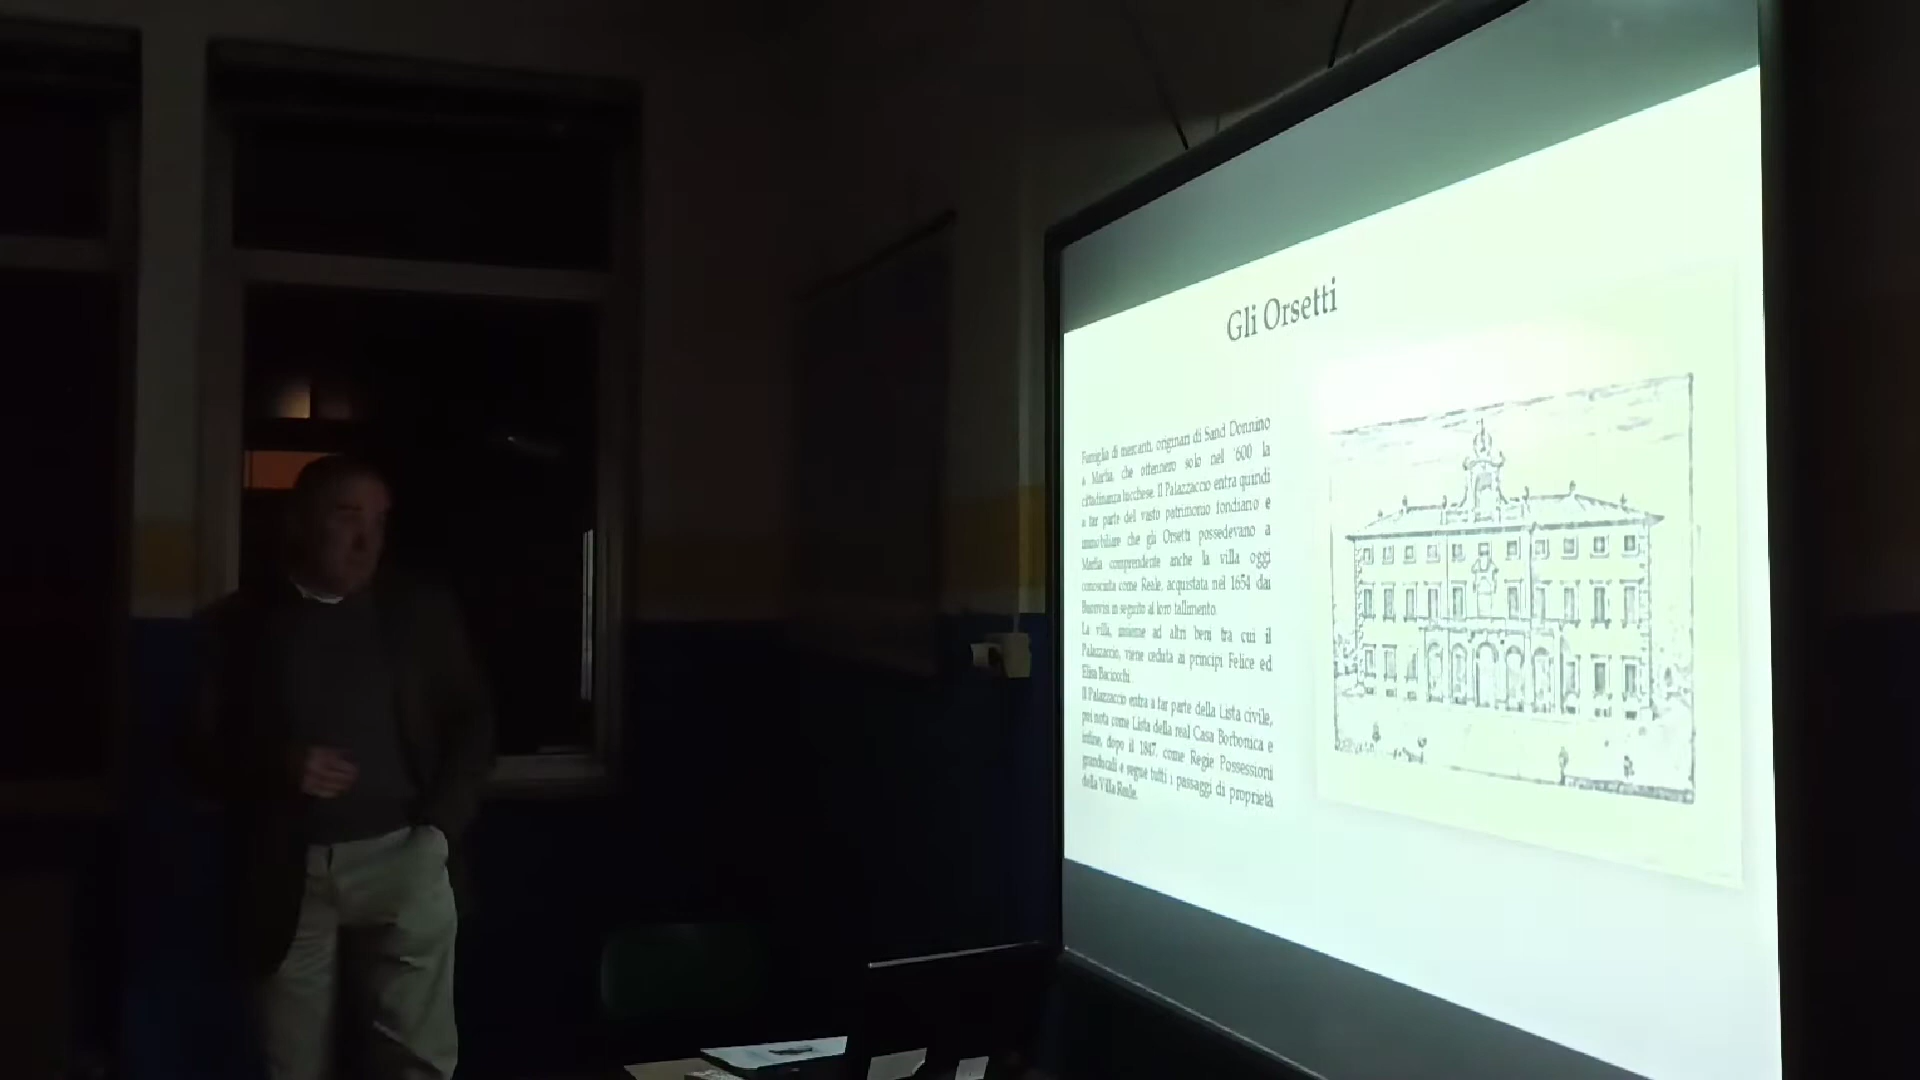 Gli Orsetti
Famiglia di mercanti, originari di Sand Donnino
a Marlia, che ottennero solo nel '600 la
cittadinanza lucchese. Il Palazzaccio entra quindi
a far parte del vasto patrimonio fondiario e
immobiliare che gli Orsetti possedevano a
Marlia comprendente anche la villa oggi
conosciuta come Reale, acquistata nel 1651 dai
Buonvisi in seguito al loro fallimento.
La villa, insieme ad altri beni tra cui il
Palazzaccio, viene ceduta ai principi Felice ed
Elisa Baciocchi.
Il Palazzaccio entra a far parte della Lista civile,
poi nota come Lista della real Casa Borbonica e
infine, dopo il 1847, come Regie Possessioni
granducali e segue tutti i passaggi di proprietà
della Villa Reale.